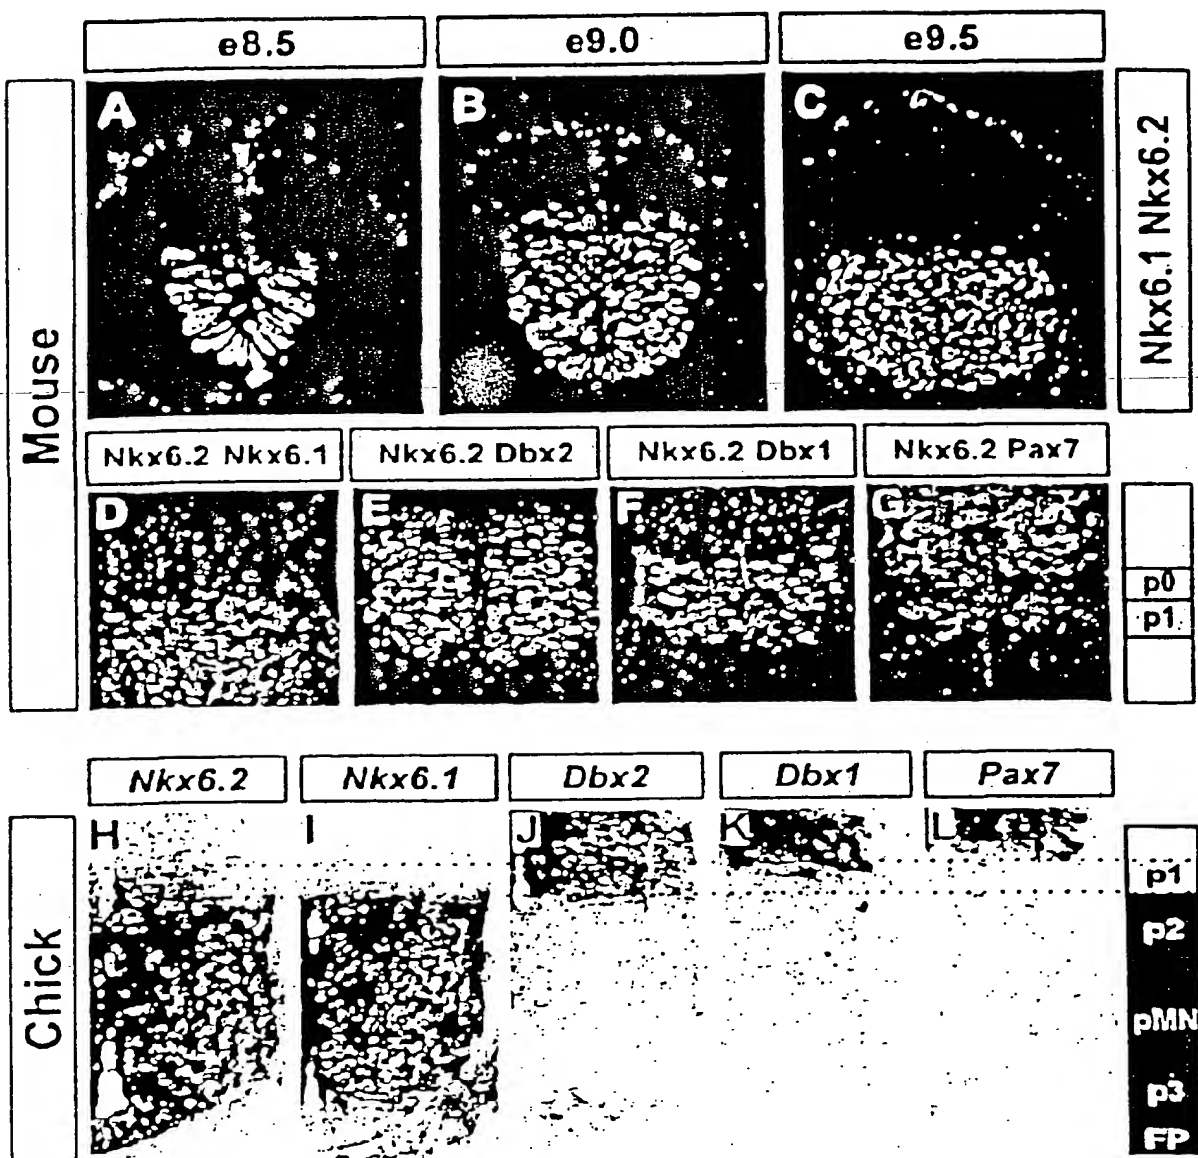 e8.5 e9.0 e9.5
A B C
Nkx6.1 Nkx6.2
Mouse
Nkx6.2 Nkx6.1 Nkx6.2 Dbx2 Nkx6.2 Dbx1 Nkx6.2 Pax7
D E F G
p0
p1
Nkx6.2 Nkx6.1 Dbx2 Dbx1 Pax7
H I J K L
Chick
p1
p2
pMN
p3
FP